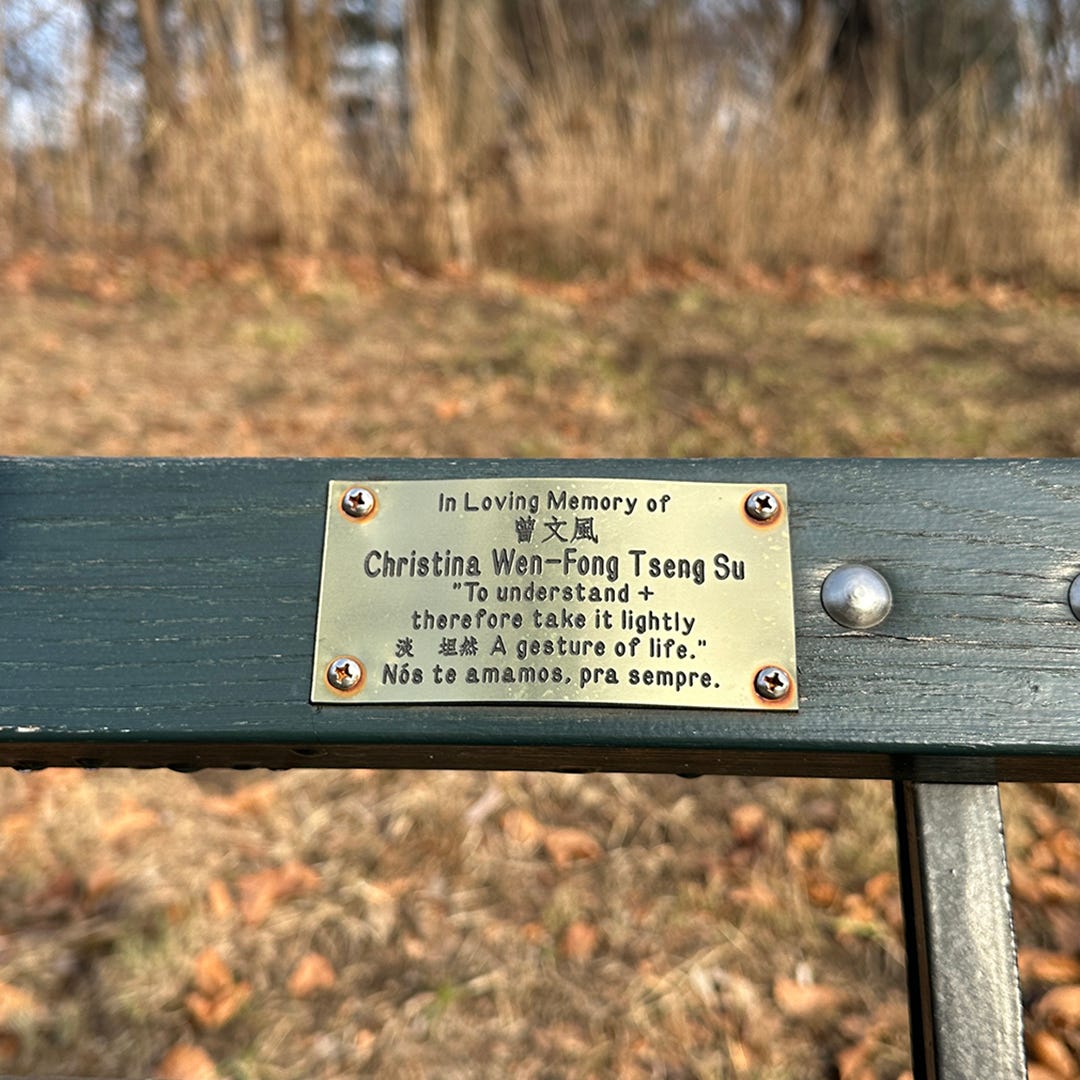 In Loving Memory of
曾文風
Christina Wen-Fong Tseng Su
"To understand +
therefore take it lightly
淡 坦然 A gesture of life."
Nós te amamos, pra sempre.